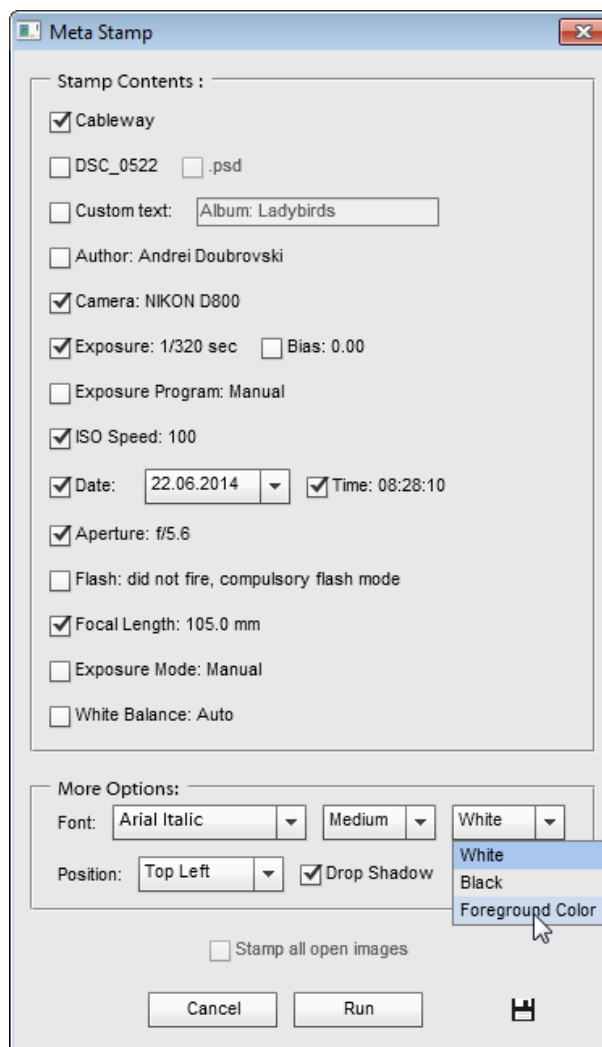 Meta Stamp
Stamp Contents :
Cableway
DSC_0522 .psd
Custom text: Album: Ladybirds
Author: Andrei Doubrovski
Camera: NIKON D800
Exposure: 1/320 sec Bias: 0.00
Exposure Program: Manual
ISO Speed: 100
Date: 22.06.2014 Time: 08:28:10
Aperture: f/5.6
Flash: did not fire, compulsory flash mode
Focal Length: 105.0 mm
Exposure Mode: Manual
White Balance: Auto
More Options:
Font: Arial Italic Medium White
White
Position: Top Left Drop Shadow Black
Foreground Color
Stamp all open images
Cancel Run